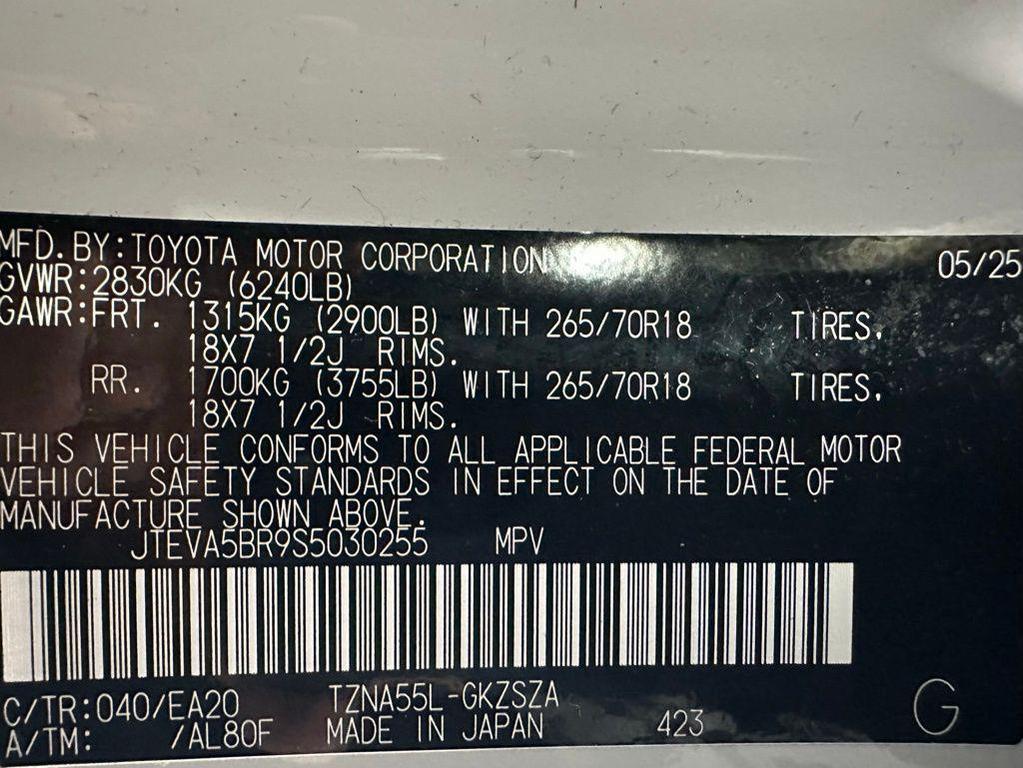 MFD. BY: TOYOTA MOTOR CORPORATION 05/25
GVWR: 2830KG (6240LB)
GAWR: FRT. 1315KG (2900LB) WITH 265/70R18 TIRES,
18X7 1/2J RIMS.
RR. 1700KG (3755LB) WITH 265/70R18 TIRES,
18X7 1/2J RIMS.
THIS VEHICLE CONFORMS TO ALL APPLICABLE FEDERAL MOTOR
VEHICLE SAFETY STANDARDS IN EFFECT ON THE DATE OF
MANUFACTURE SHOWN ABOVE.
JTEVA5BR9S5030255 MPV
C/TR: 040/EA20 TZNA55L-GKZSZA
A/TM: /AL80F MADE IN JAPAN 423 G